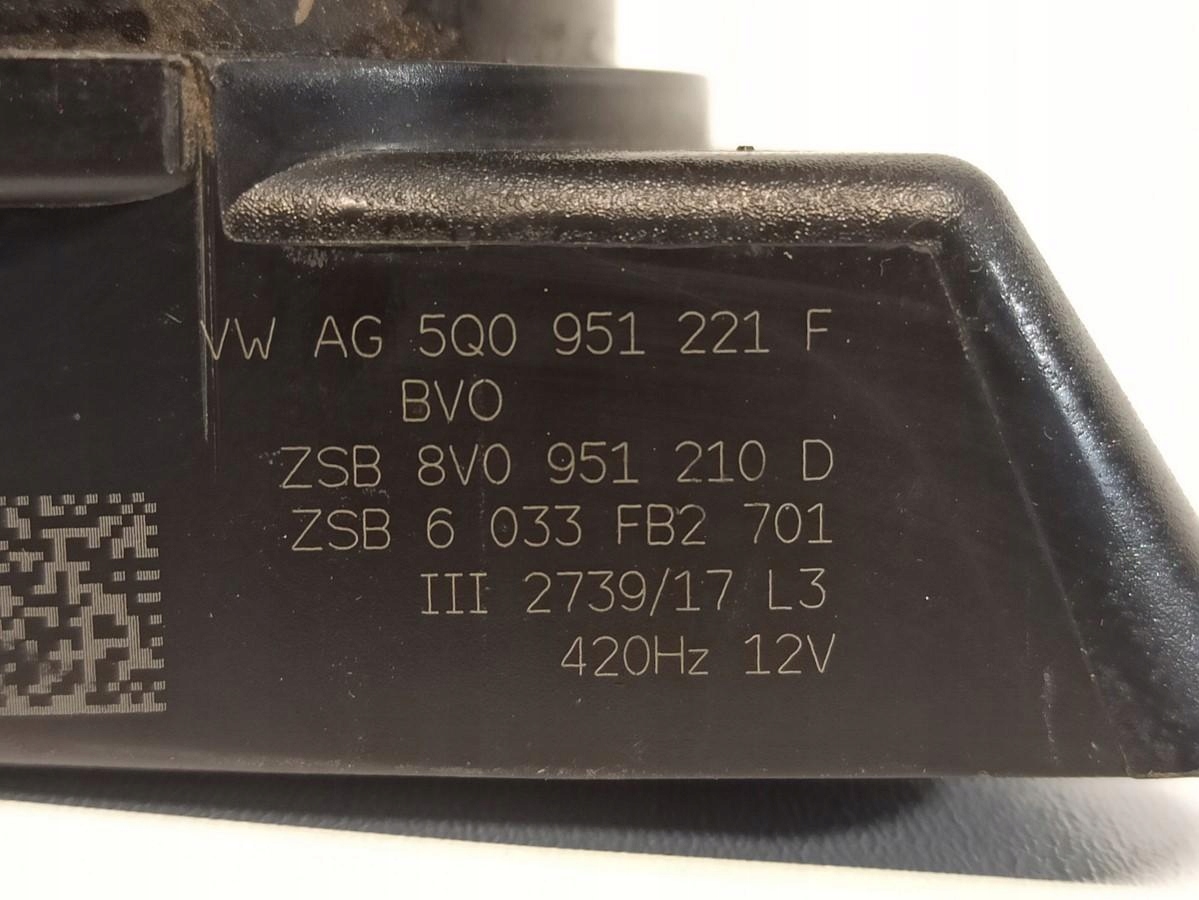 VW AG 5Q0 951 221 F
BVO
ZSB 8V0 951 210 D
ZSB 6 033 FB2 701
III 2739/17 L3
420Hz 12V